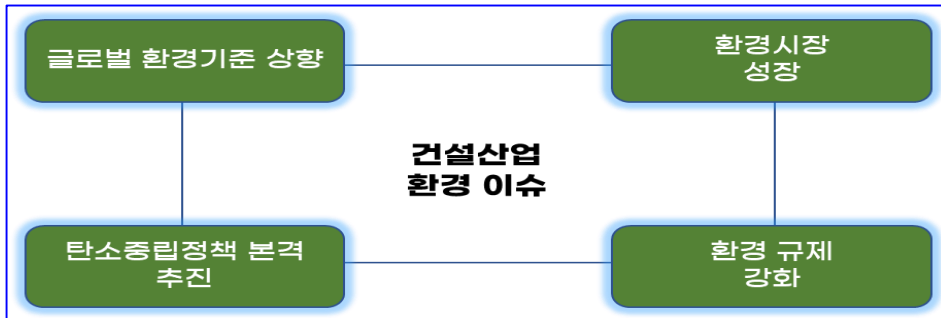 글로벌 환경기준 상향
환경시장
성장
건설산업
환경 이슈
탄소중립정책 본격
추진
환경 규제
강화